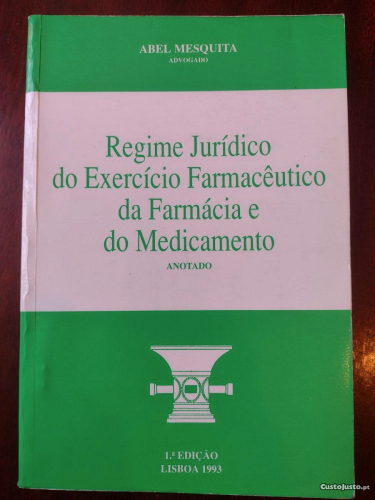 ABEL MESQUITA
ADVOGADO
Regime Jurídico
do Exercício Farmacêutico
da Farmácia e
do Medicamento
ANOTADO
1.ª EDIÇÃO
LISBOA 1993
CustoJusto.pt